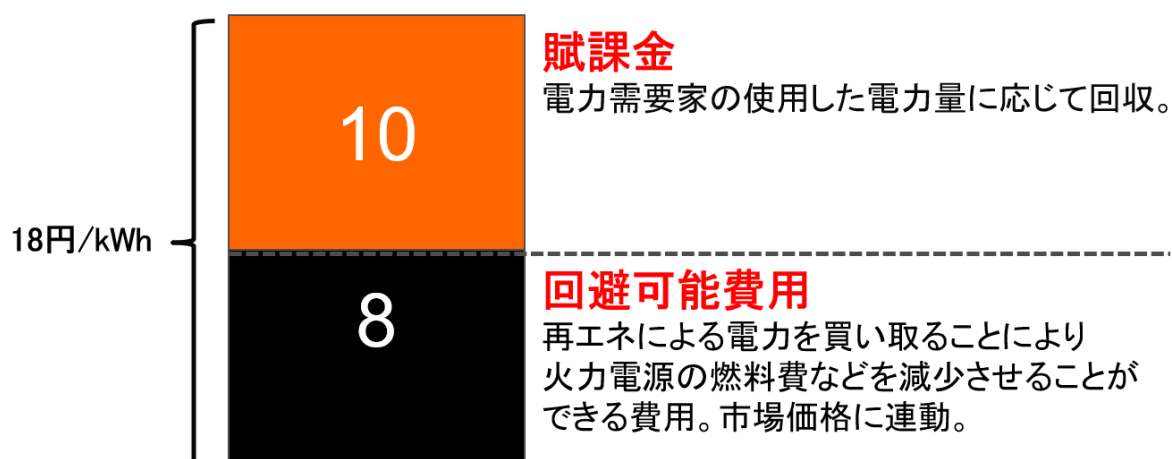 賦課金
電力需要家の使用した電力量に応じて回収。
10
18円/kWh
回避可能費用
8
再エネによる電力を買い取ることにより
火力電源の燃料費などを減少させることが
できる費用。市場価格に連動。